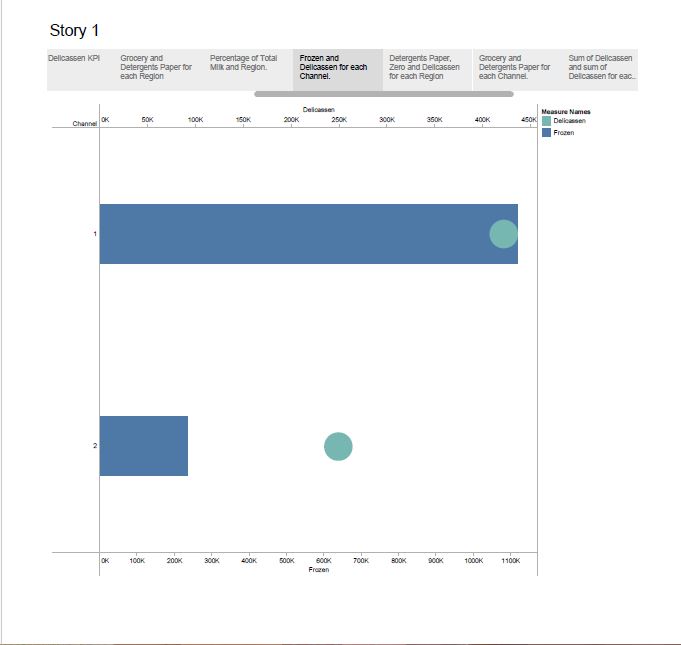 Story 1
Delicassen KPI
Grocery and
Detergents Paper for
each Region
Percentage of Total
Milk and Region.
Frozen and
Delicassen for each
Channel.
Detergents Paper,
Zero and Delicassen
for each Region
Grocery and
Detergents Paper for
each Channel.
Sum of Delicassen
and sum of
Delicassen for eac..
Delicassen
Channel
0K 50K 100K 150K 200K 250K 300K 350K 400K 450K
Measure Names
Delicassen
Frozen
1
2
0K 100K 200K 300K 400K 500K 600K 700K 800K 900K 1000K 1100K
Frozen